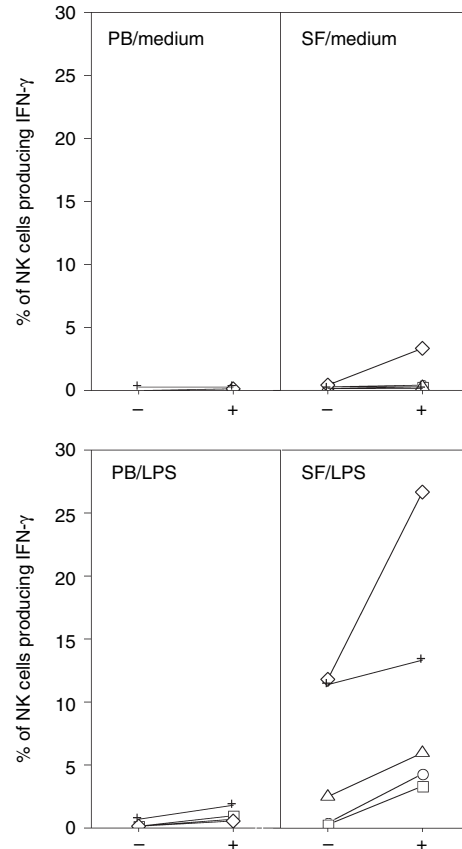 % of NK cells producing IFN-γ
30
25
20
15
10
5
0
PB/medium
SF/medium
– + – +
% of NK cells producing IFN-γ
30
25
20
15
10
5
0
PB/LPS
SF/LPS
– + – +